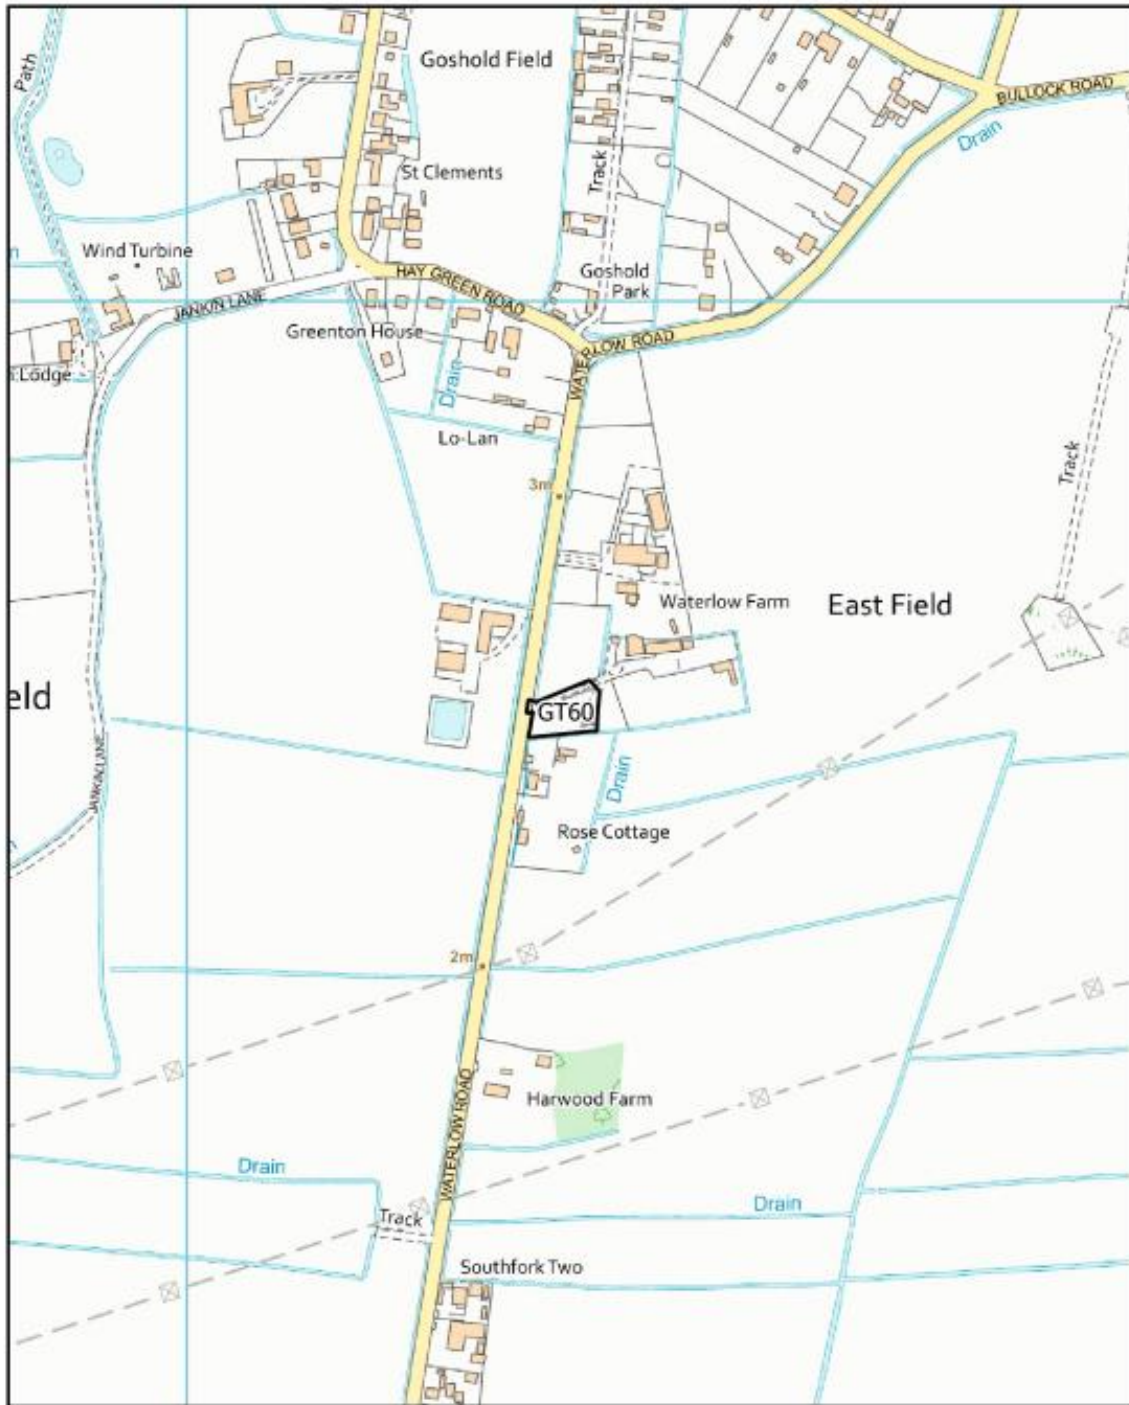 Path
Goshold Field
BULLOCK ROAD
Drain
St Clements
Track
Wind Turbine
HAY GREEN ROAD
Goshold
Park
JANKIN LANE
Greenton House
WATERLOW ROAD
Lodge
Drain
Lo-Lan
Track
3m
Waterlow Farm
East Field
eld
GT60
JANKIN LANE
Drain
Rose Cottage
2m
WATERLOW ROAD
Harwood Farm
Drain
Drain
Track
Southfork Two